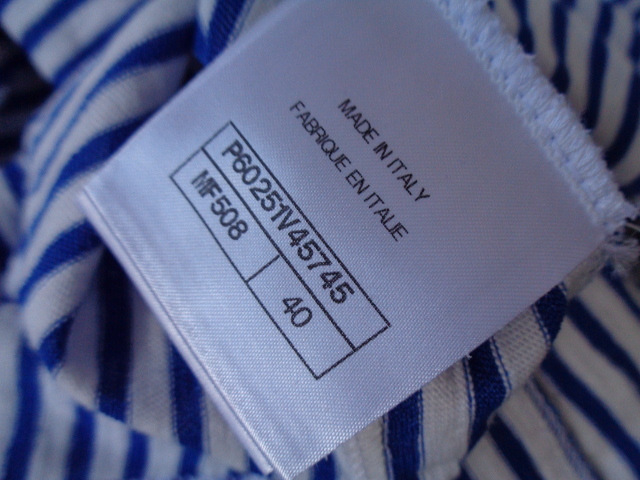 MADE IN ITALY
FABRIQUE EN ITALIE
P60251V45745
MF508 40